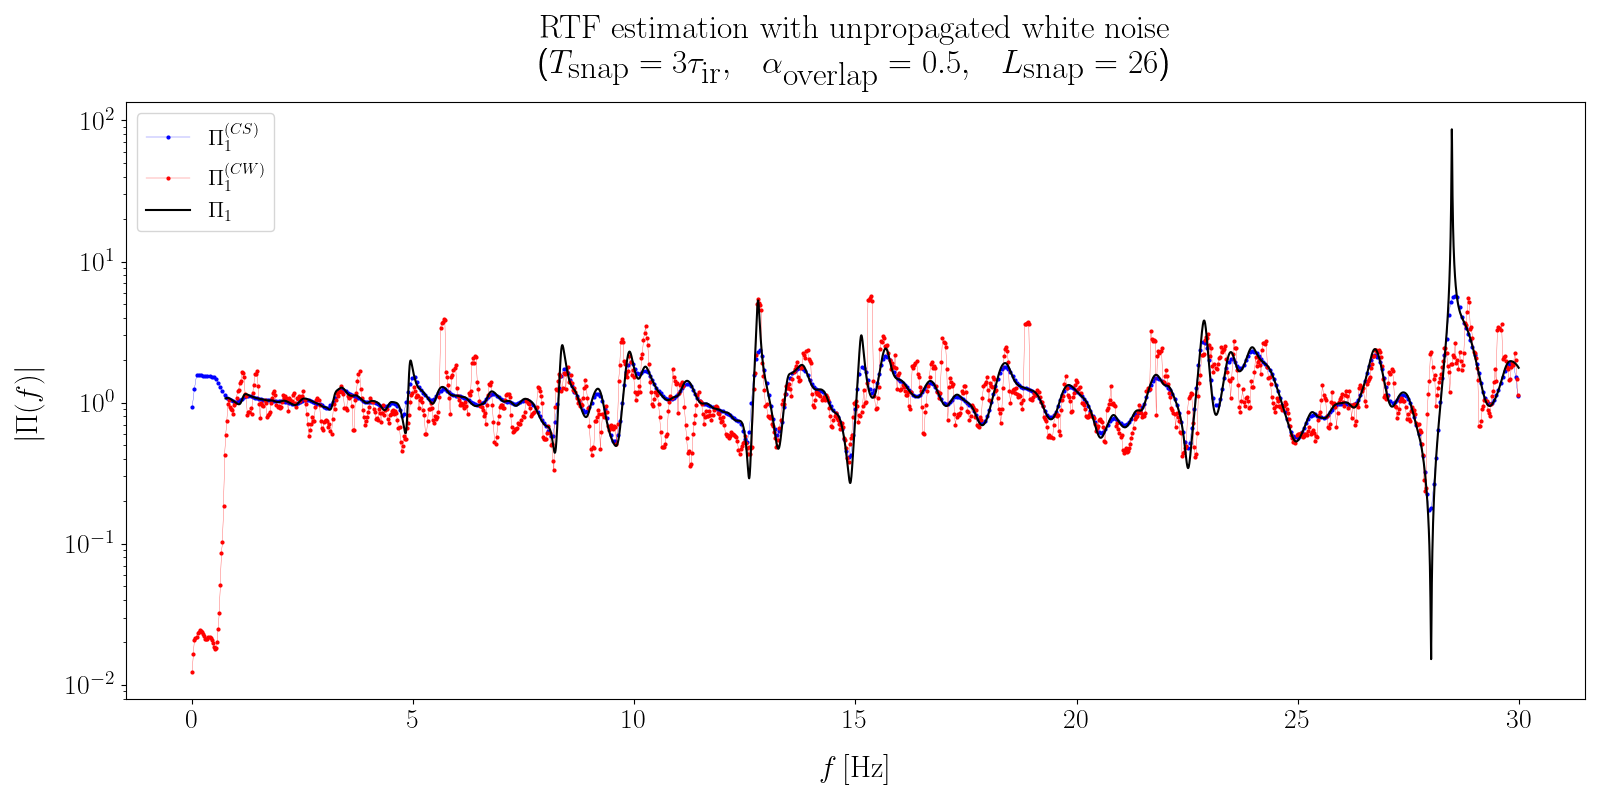 RTF estimation with unpropagated white noise
(T_snap = 3τ_ir, α_overlap = 0.5, L_snap = 26)
Π_1^(CS)
Π_1^(CW)
Π_1
|Π(f)|
10^2
10^1
10^0
10^-1
10^-2
0 5 10 15 20 25 30
f [Hz]